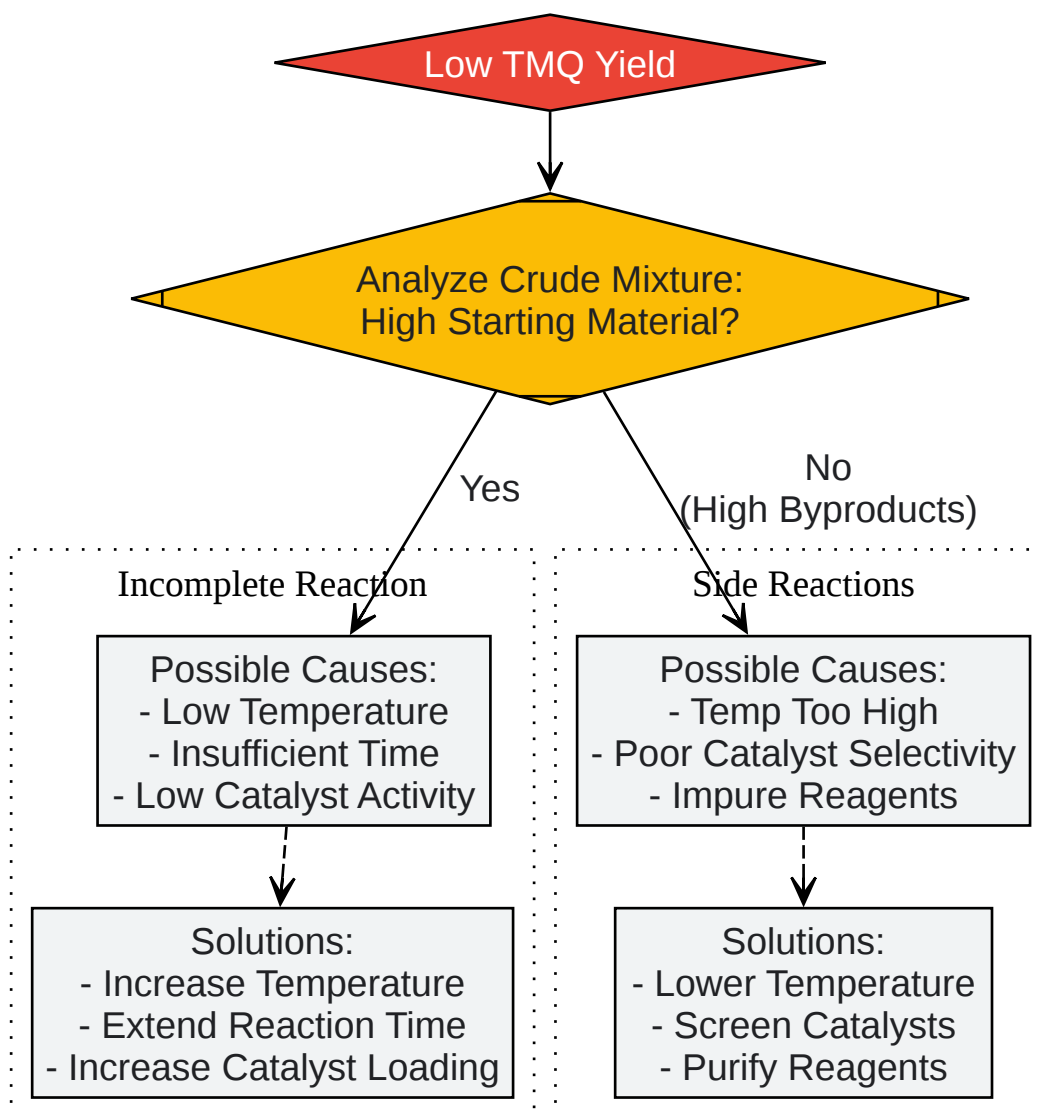 Low TMQ Yield
Analyze Crude Mixture:
High Starting Material?
Yes
No
(High Byproducts)
Incomplete Reaction
Possible Causes:
- Low Temperature
- Insufficient Time
- Low Catalyst Activity
Solutions:
- Increase Temperature
- Extend Reaction Time
- Increase Catalyst Loading
Side Reactions
Possible Causes:
- Temp Too High
- Poor Catalyst Selectivity
- Impure Reagents
Solutions:
- Lower Temperature
- Screen Catalysts
- Purify Reagents